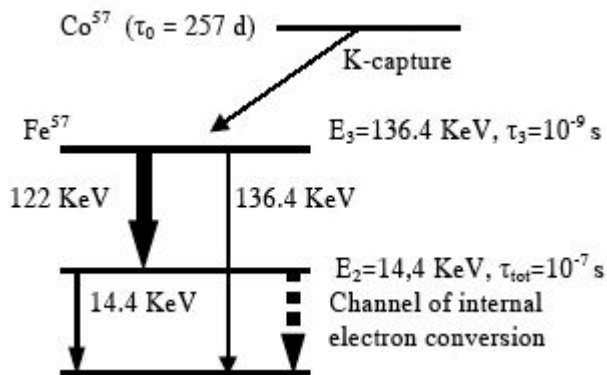 Co⁵⁷ (τ₀ = 257 d)
K-capture
Fe⁵⁷
E₃=136.4 KeV, τ₃=10⁻⁹ s
122 KeV
136.4 KeV
E₂=14,4 KeV, τₜₒₜ=10⁻⁷ s
14.4 KeV
Channel of internal
electron conversion